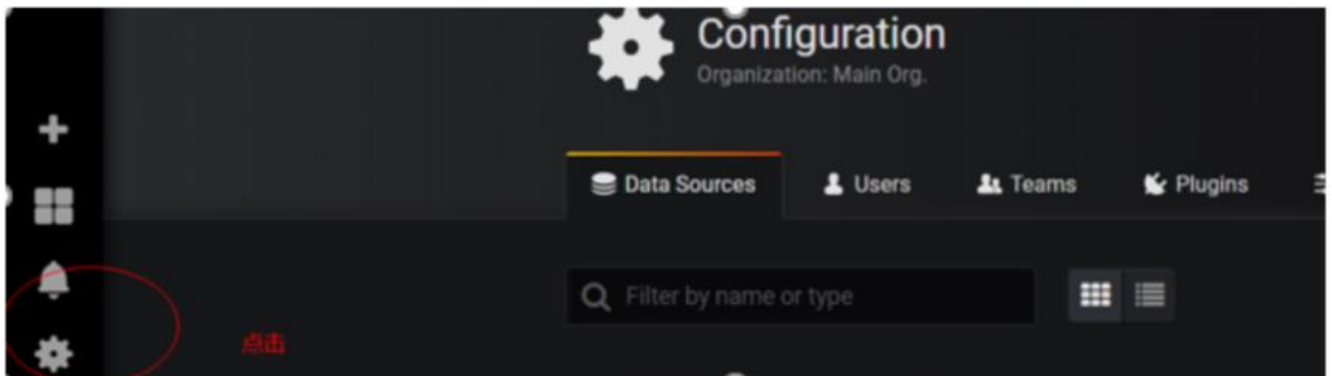 Configuration
Organization: Main Org.
Data Sources Users Teams Plugins
Filter by name or type
点击